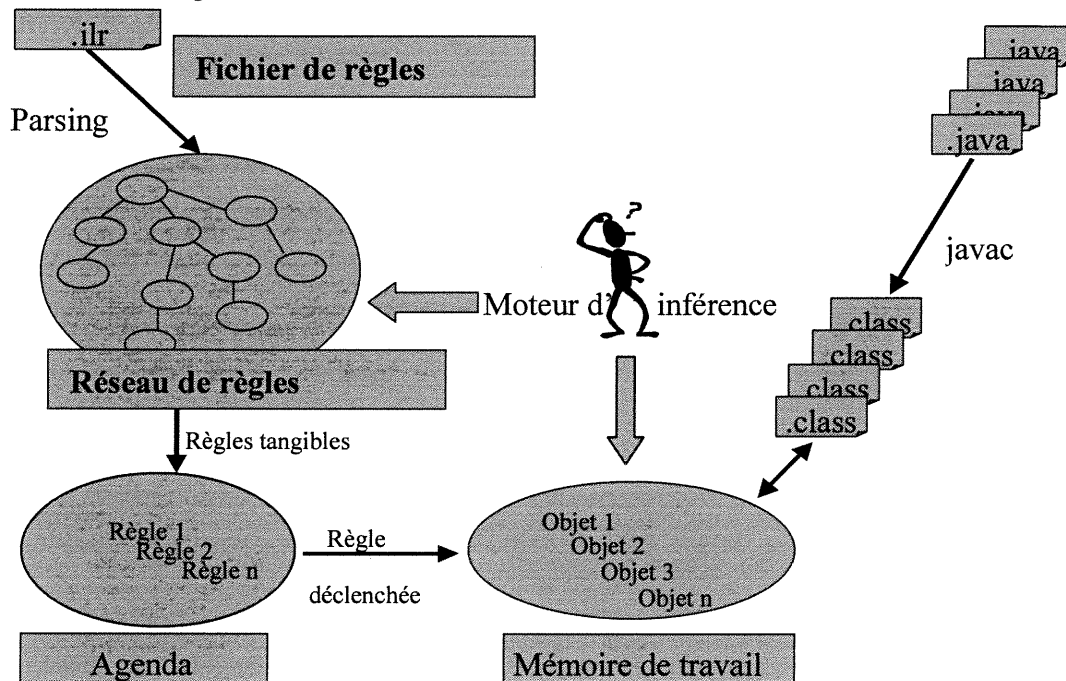 .ilr
Fichier de règles
Parsing
java
java
java
.java
javac
Moteur d' inférence
.class
.class
.class
.class
Réseau de règles
Règles tangibles
Règle 1
Règle 2
Règle n
Règle
déclenchée
Objet 1
Objet 2
Objet 3
Objet n
Agenda
Mémoire de travail
?